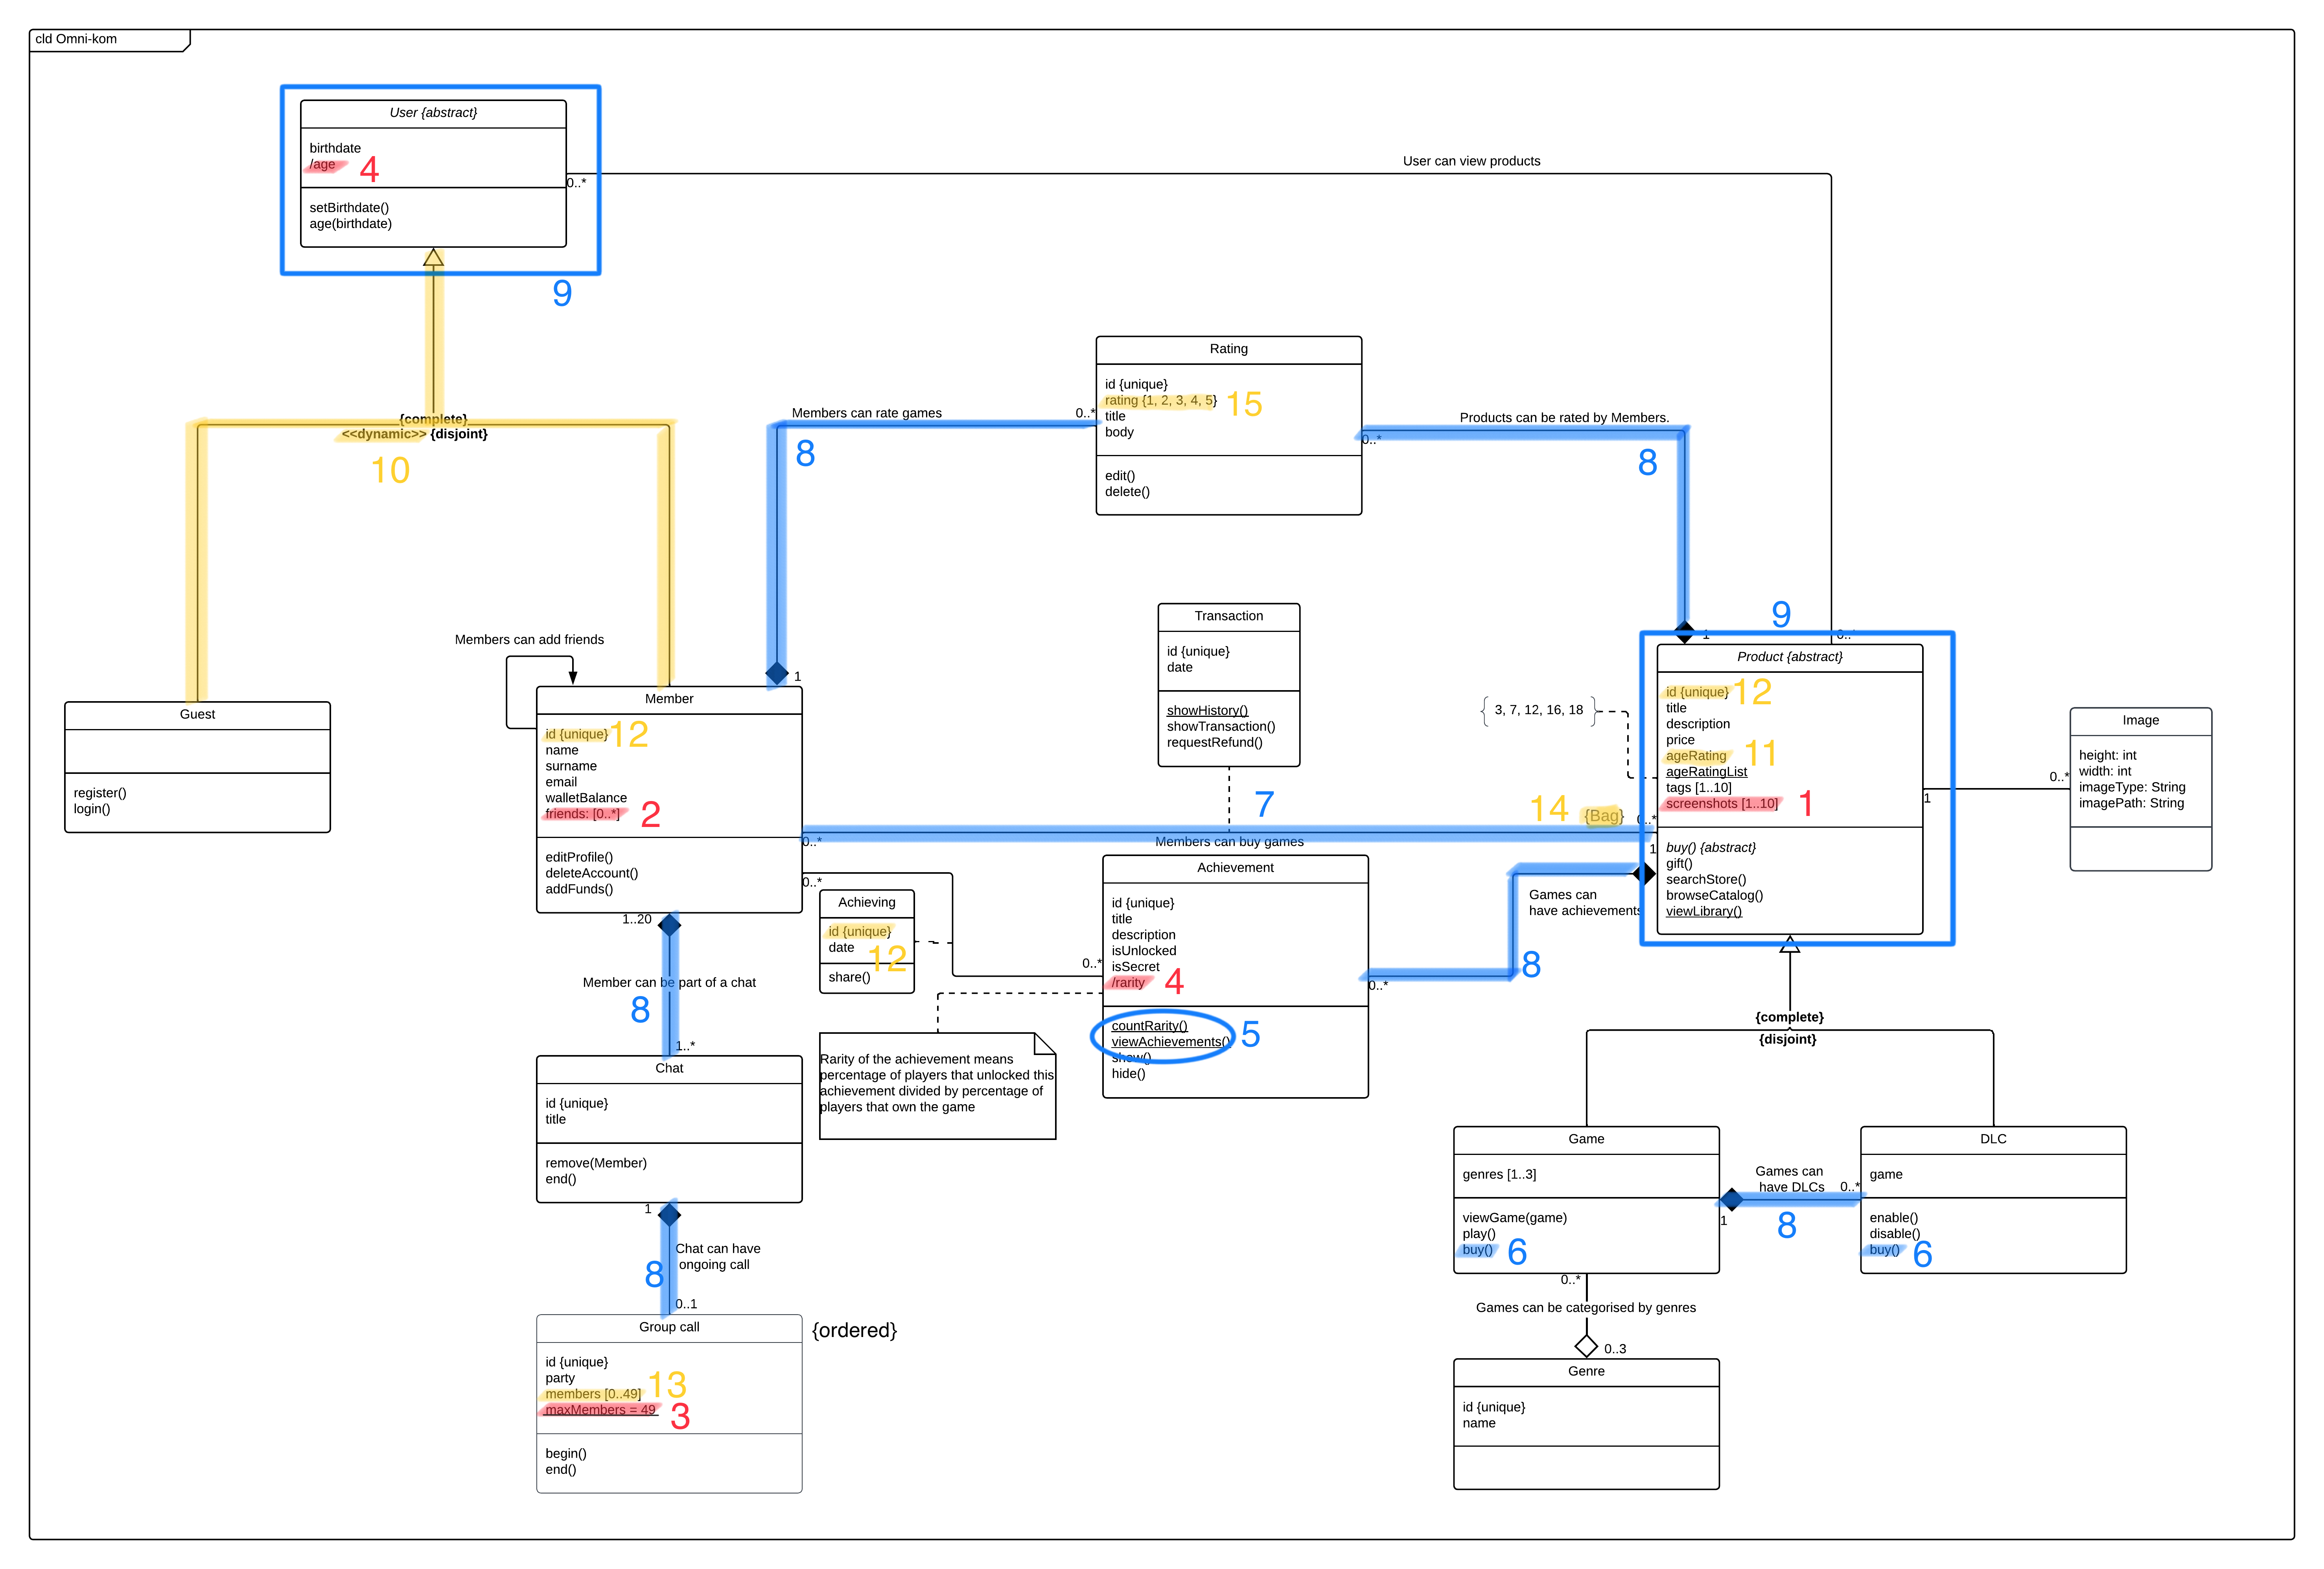 cld Omni-kom
User {abstract}
birthdate
/age
4
setBirthdate()
age(birthdate)
0..*
User can view products
9
{complete}
<<dynamic>> {disjoint}
10
Rating
id {unique}
rating {1, 2, 3, 4, 5}
15
title
body
edit()
delete()
Members can rate games
0..*
8
1
Products can be rated by Members.
0..*
8
1
0..*
9
Members can add friends
Guest
register()
login()
Member
id {unique}
12
name
surname
email
walletBalance
friends: [0..*]
2
editProfile()
deleteAccount()
addFunds()
Transaction
id {unique}
date
showHistory()
showTransaction()
requestRefund()
7
{ 3, 7, 12, 16, 18 }
Product {abstract}
id {unique}
12
title
description
price
ageRating
11
ageRatingList
tags [1..10]
screenshots [1..10]
1
buy() {abstract}
gift()
searchStore()
browseCatalog()
viewLibrary()
1
0..*
Image
height: int
width: int
imageType: String
imagePath: String
14
{Bag}
0..*
0..*
Members can buy games
1
0..*
Achieving
id {unique}
date
12
share()
0..*
Achievement
id {unique}
title
description
isUnlocked
isSecret
/rarity
4
countRarity()
viewAchievements()
5
show()
hide()
Games can
have achievements
8
0..*
Rarity of the achievement means
percentage of players that unlocked this
achievement divided by percentage of
players that own the game
1..20
Member can be part of a chat
8
1..*
Chat
id {unique}
title
remove(Member)
end()
1
Chat can have
ongoing call
8
0..1
Group call
{ordered}
id {unique}
party
members [0..49]
13
maxMembers = 49
3
begin()
end()
{complete}
{disjoint}
Game
genres [1..3]
viewGame(game)
play()
buy()
6
Games can
have DLCs
0..*
1
8
DLC
game
enable()
disable()
buy()
6
0..*
Games can be categorised by genres
0..3
Genre
id {unique}
name